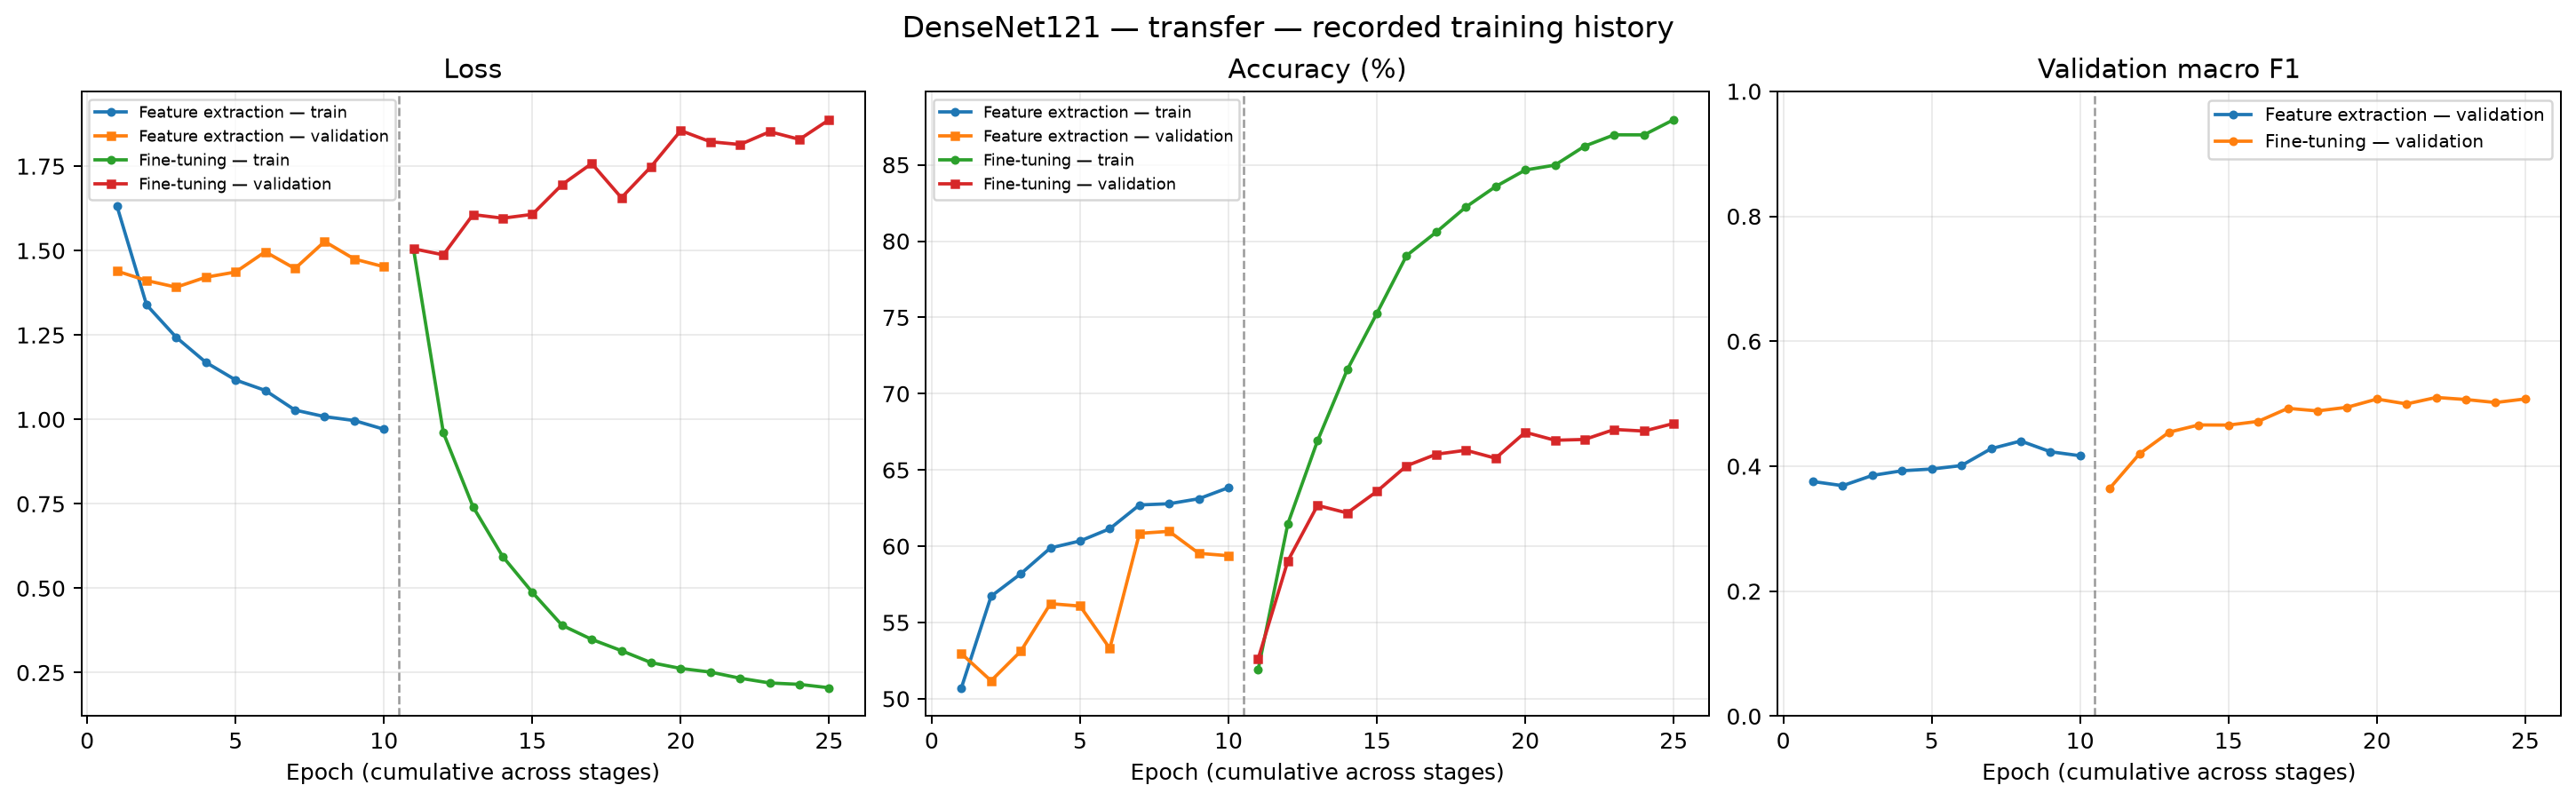 DenseNet121 — transfer — recorded training history
Loss
Feature extraction — train
Feature extraction — validation
Fine-tuning — train
Fine-tuning — validation
1.75
1.50
1.25
1.00
0.75
0.50
0.25
0 5 10 15 20 25
Epoch (cumulative across stages)
Accuracy (%)
Feature extraction — train
Feature extraction — validation
Fine-tuning — train
Fine-tuning — validation
85
80
75
70
65
60
55
50
0 5 10 15 20 25
Epoch (cumulative across stages)
Validation macro F1
Feature extraction — validation
Fine-tuning — validation
1.0
0.8
0.6
0.4
0.2
0.0
0 5 10 15 20 25
Epoch (cumulative across stages)